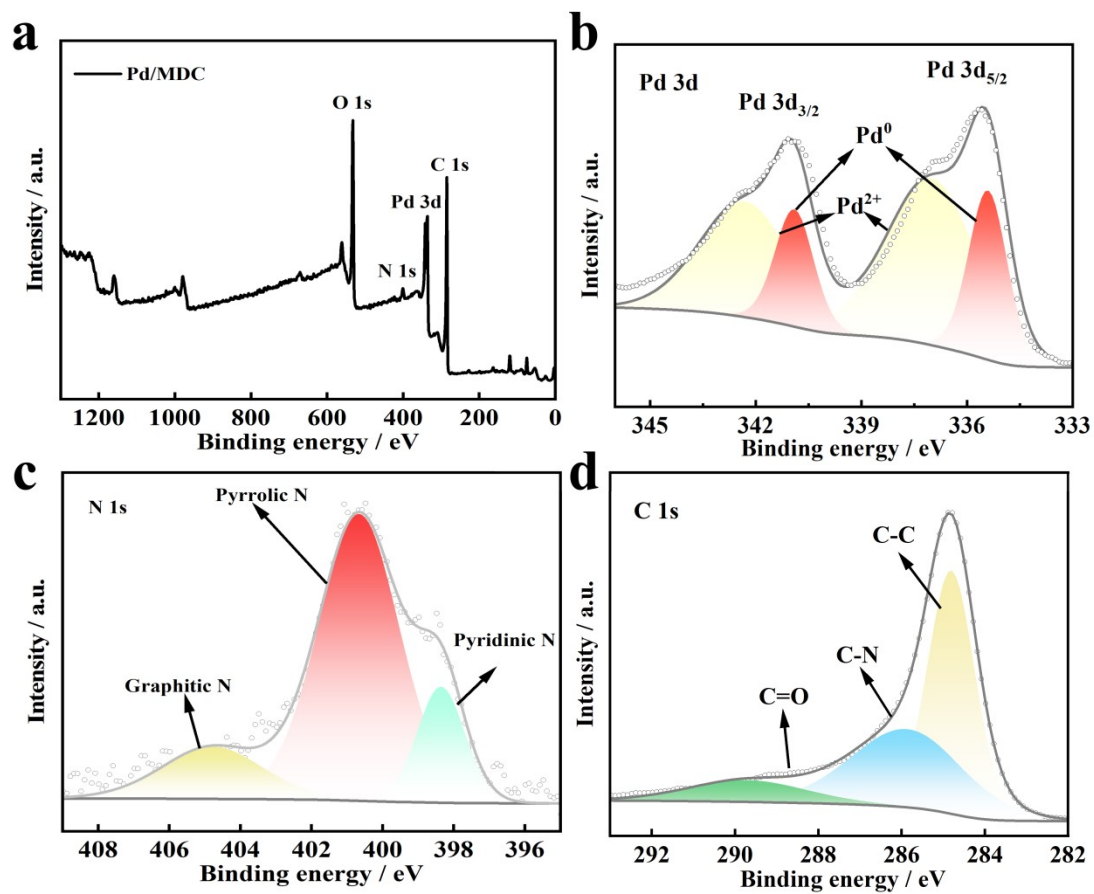 a
Pd/MDC
O 1s
C 1s
Pd 3d
N 1s
Intensity / a.u.
1200 1000 800 600 400 200 0
Binding energy / eV
b
Pd 3d
Pd 3d3/2
Pd 3d5/2
Pd0
Pd2+
Intensity / a.u.
345 342 339 336 333
Binding energy / eV
c
N 1s
Pyrrolic N
Pyridinic N
Graphitic N
Intensity / a.u.
408 406 404 402 400 398 396
Binding energy / eV
d
C 1s
C-C
C-N
C=O
Intensity / a.u.
292 290 288 286 284 282
Binding energy / eV